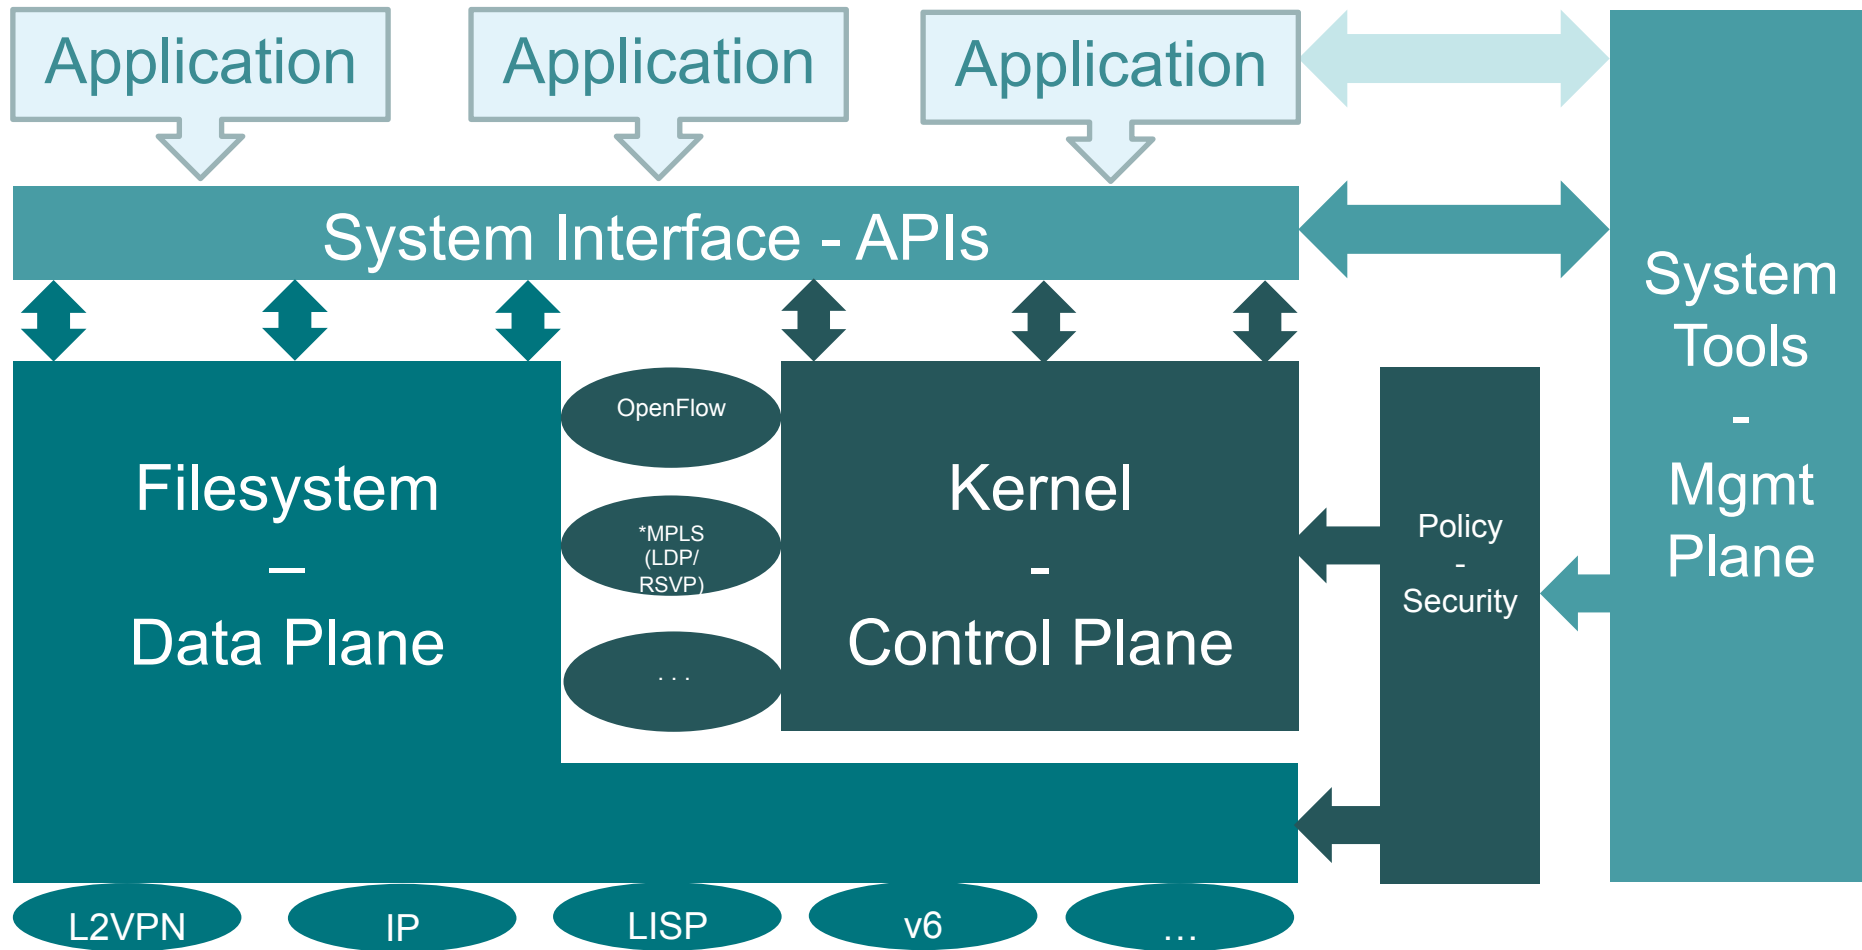 Application
Application
Application
System Interface - APIs
System
Tools
-
Mgmt
Plane
Filesystem
–
Data Plane
OpenFlow
*MPLS
(LDP/
RSVP)
. . .
Kernel
-
Control Plane
Policy
-
Security
L2VPN
IP
LISP
v6
...